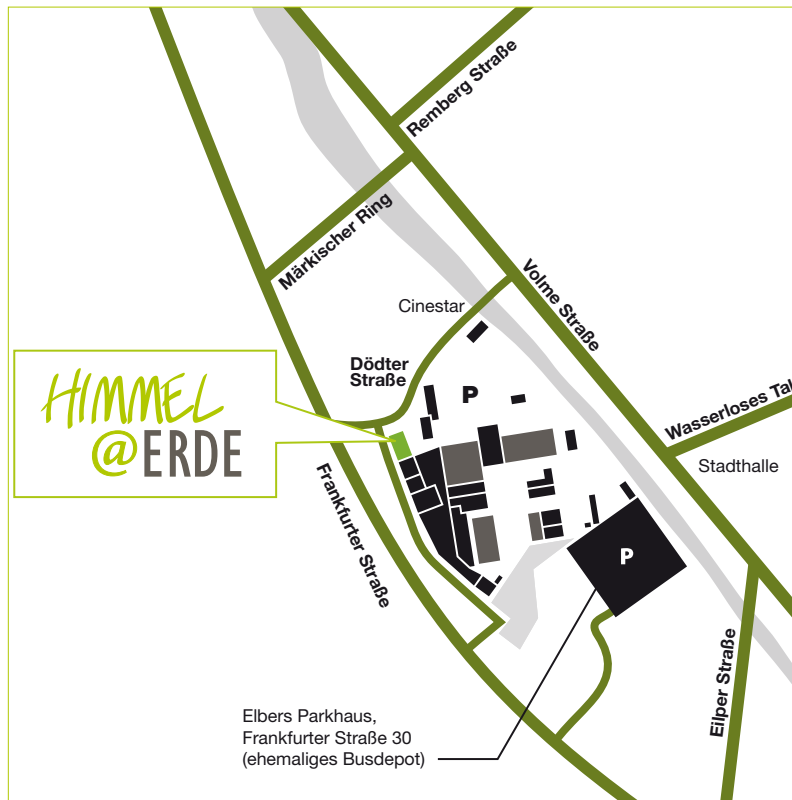 Remberg Straße
Märkischer Ring
Volme Straße
Cinestar
Dödter
Straße
P
Wasserloses Tal
Stadthalle
HIMMEL
@ERDE
Frankfurter Straße
P
Eilper Straße
Elbers Parkhaus,
Frankfurter Straße 30
(ehemaliges Busdepot)